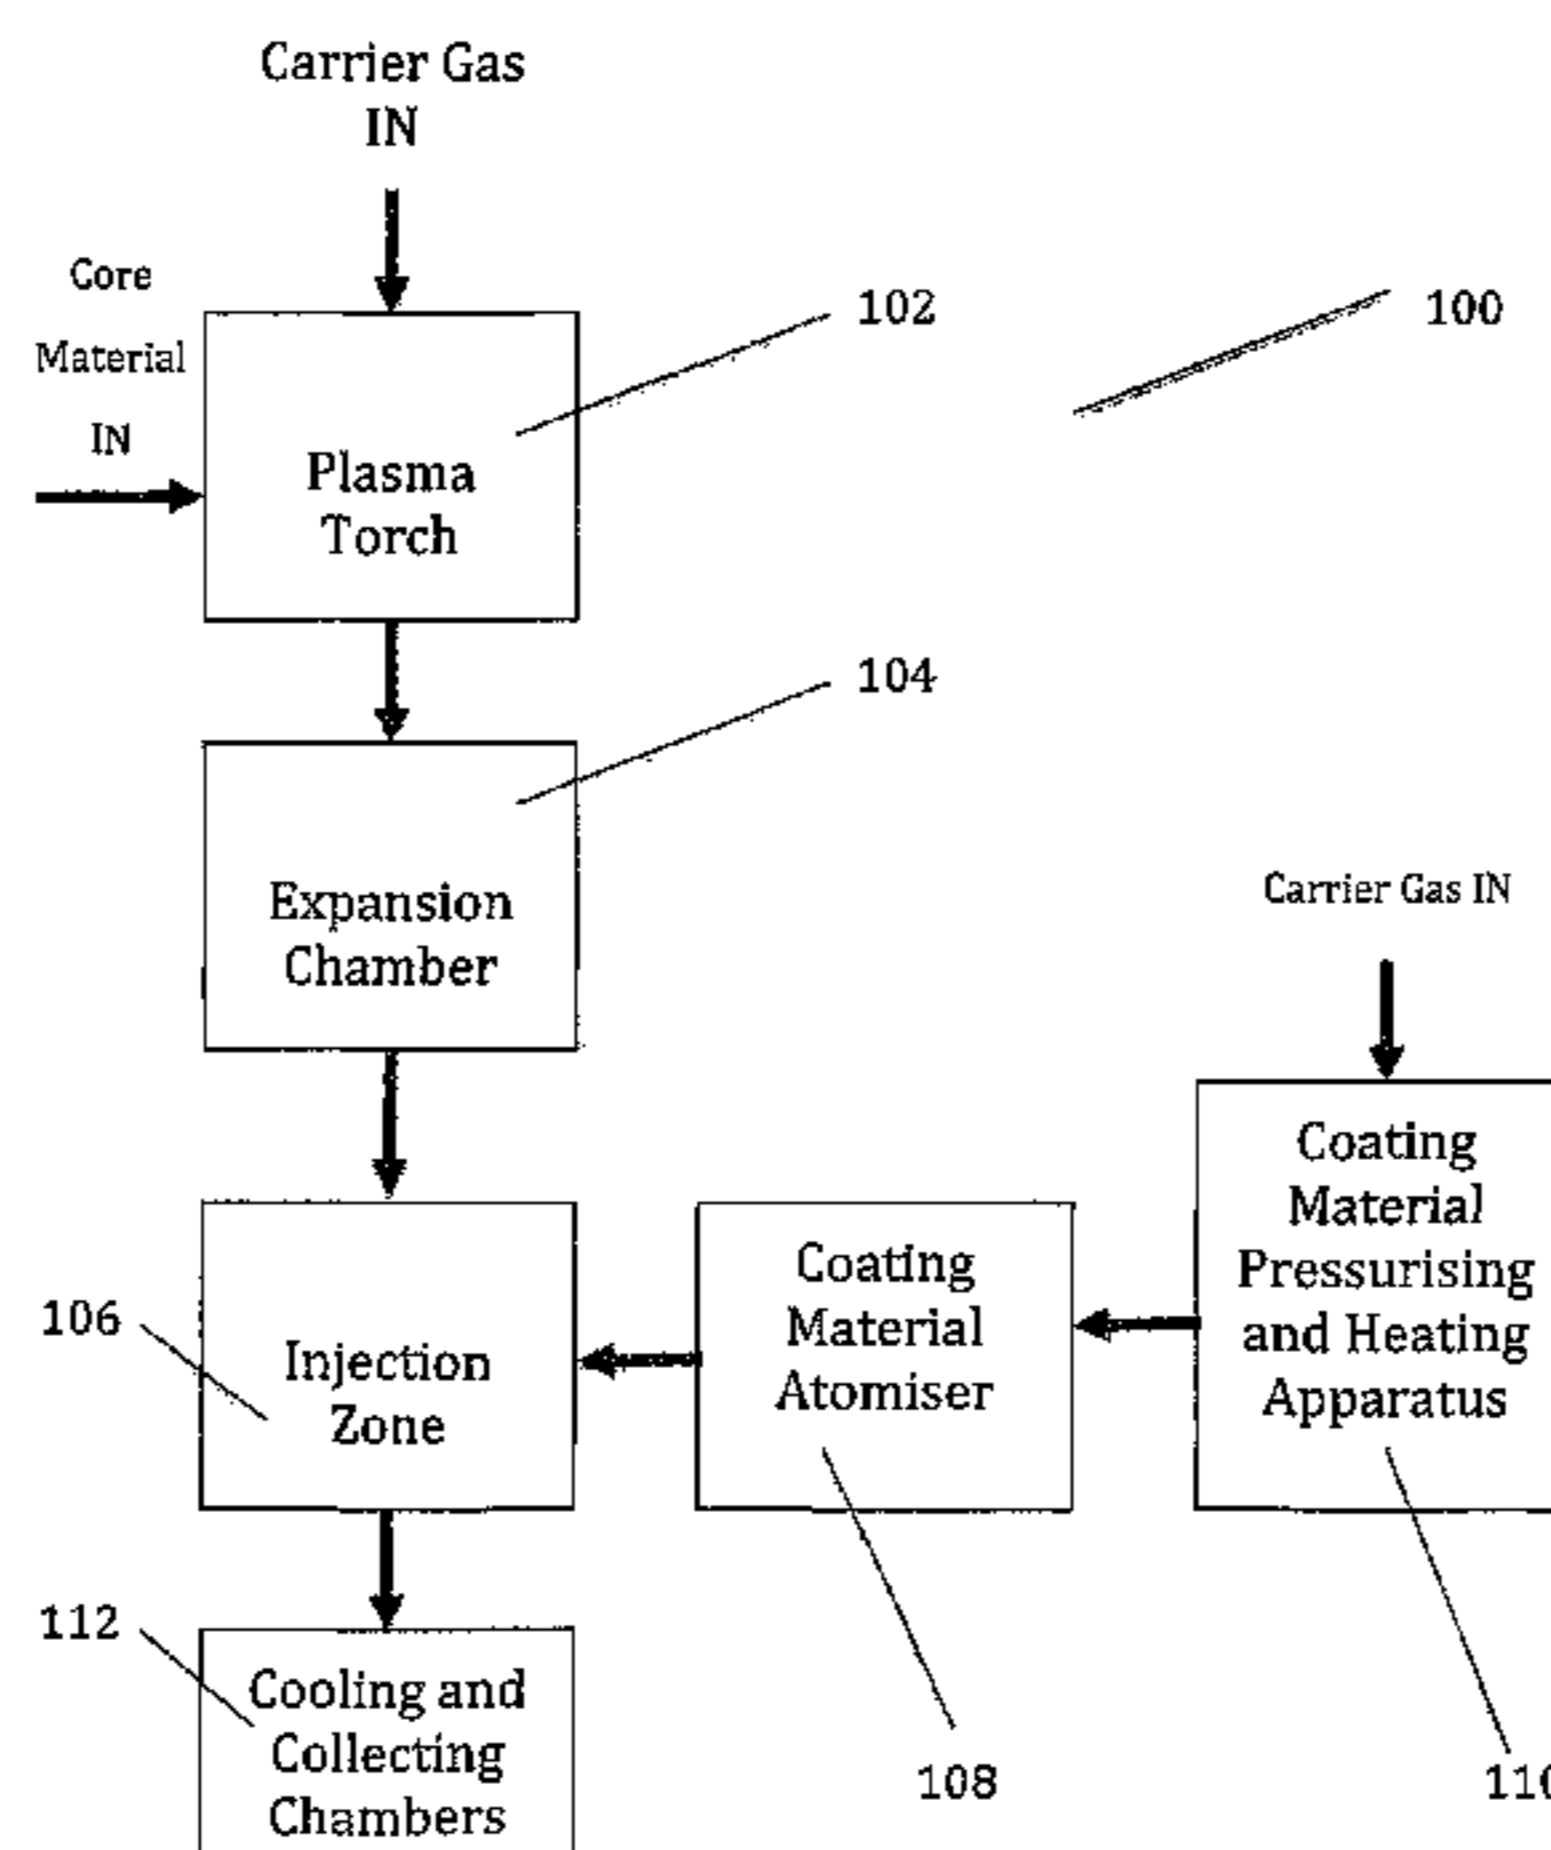 Carrier Gas
IN
Core
Material
IN
102
100
Plasma
Torch
104
Expansion
Chamber
Carrier Gas IN
106
Injection
Zone
Coating
Material
Atomiser
Coating
Material
Pressurising
and Heating
Apparatus
112
Cooling and
Collecting
Chambers
108
110